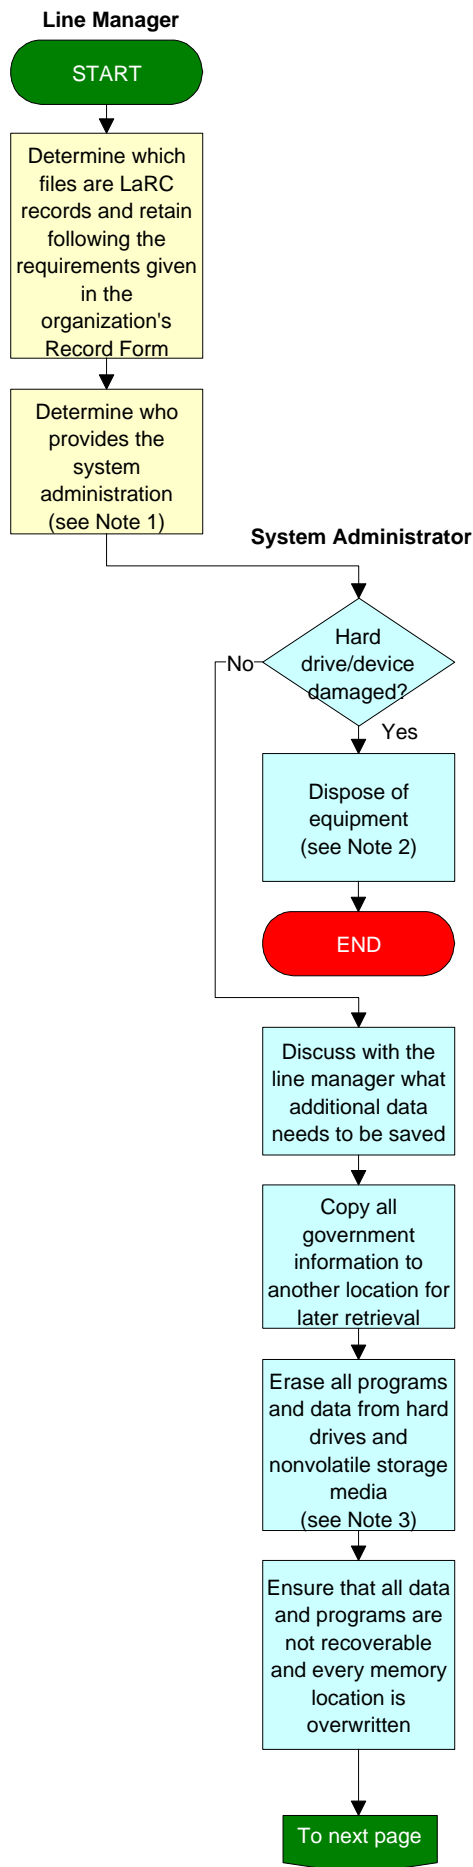 Line Manager
START
Determine which
files are LaRC
records and retain
following the
requirements given
in the
organization's
Record Form
Determine who
provides the
system
administration
(see Note 1)
System Administrator
Hard
drive/device
damaged?
No
Yes
Dispose of
equipment
(see Note 2)
END
Discuss with the
line manager what
additional data
needs to be saved
Copy all
government
information to
another location for
later retrieval
Erase all programs
and data from hard
drives and
nonvolatile storage
media
(see Note 3)
Ensure that all data
and programs are
not recoverable
and every memory
location is
overwritten
To next page